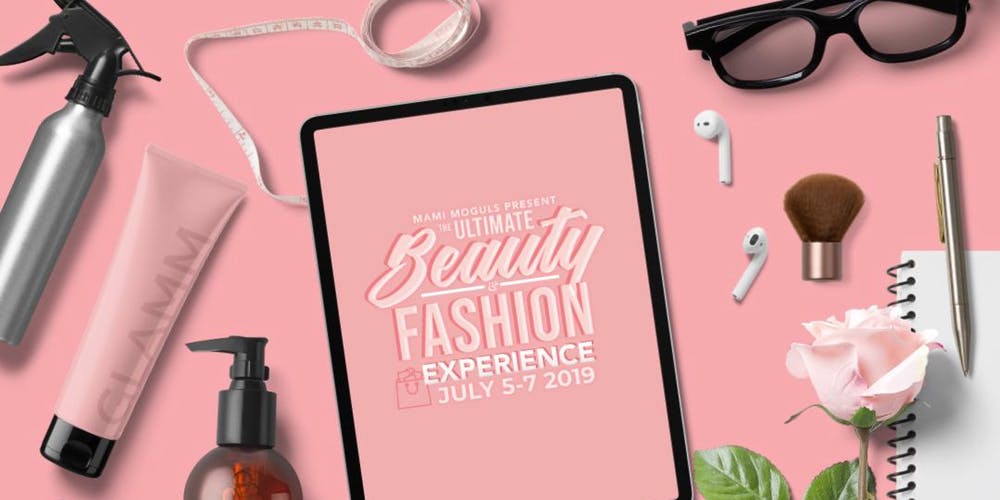 MAMI MOGULS PRESENT
THE ULTIMATE
Beauty
&
FASHION
EXPERIENCE
JULY 5-7 2019
GLAMM